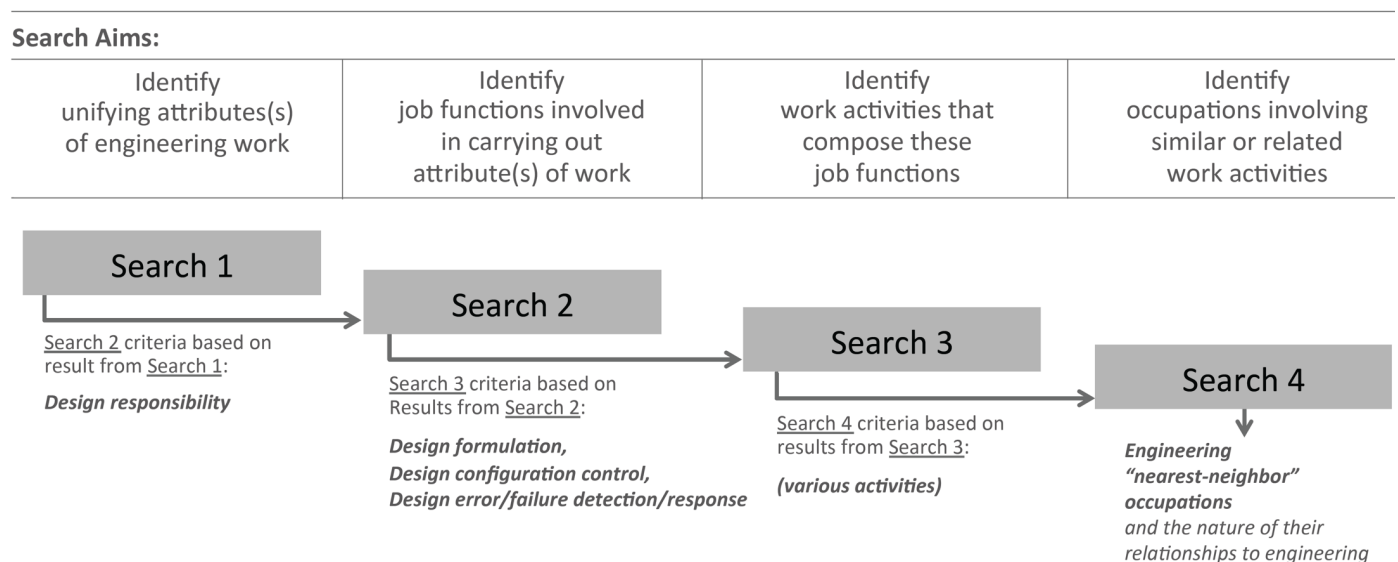 Search Aims:
Identify
unifying attributes(s)
of engineering work
Identify
job functions involved
in carrying out
attribute(s) of work
Identify
work activities that
compose these
job functions
Identify
occupations involving
similar or related
work activities
Search 1
Search 2 criteria based on
result from Search 1:
Design responsibility
Search 2
Search 3 criteria based on
Results from Search 2:
Design formulation,
Design configuration control,
Design error/failure detection/response
Search 3
Search 4 criteria based on
results from Search 3:
(various activities)
Search 4
Engineering
“nearest-neighbor”
occupations
and the nature of their
relationships to engineering